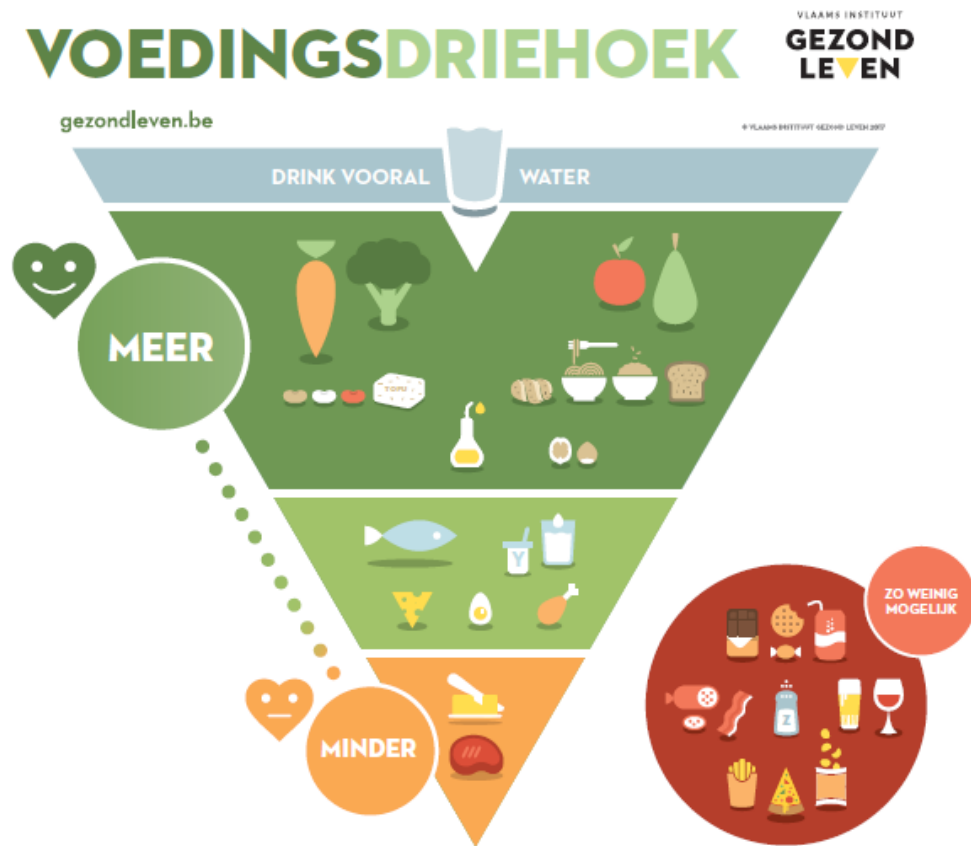 VOEDINGSDRIEHOEK
VLAAMS INSTITUUT
GEZOND
LEVEN
gezondleven.be
© VLAAMS INSTITUUT GEZOND LEVEN 2017
DRINK VOORAL WATER
MEER
TOFU
Y
ZO WEINIG
MOGELIJK
Z
MINDER